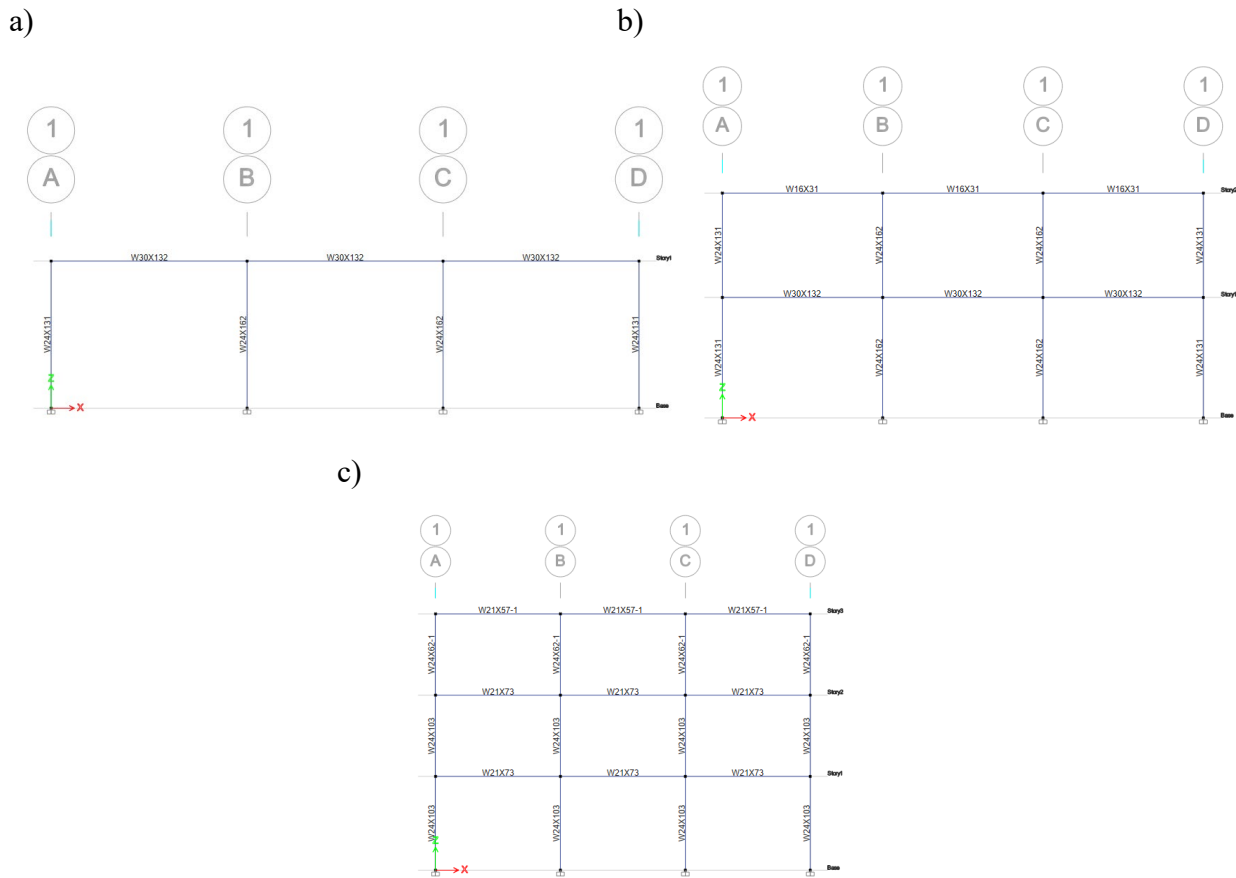 a)
1 1 1 1
A B C D
W30X132 W30X132 W30X132 Story1
W24X131 W24X162 W24X162 W24X131
Z
X Base
b)
1 1 1 1
A B C D
W16X31 W16X31 W16X31 Story2
W24X131 W24X162 W24X162 W24X131
W30X132 W30X132 W30X132 Story1
W24X131 W24X162 W24X162 W24X131
Z
X Base
c)
1 1 1 1
A B C D
W21X57-1 W21X57-1 W21X57-1 Story3
W24X62-1 W24X62-1 W24X62-1 W24X62-1
W21X73 W21X73 W21X73 Story2
W24X103 W24X103 W24X103 W24X103
W21X73 W21X73 W21X73 Story1
W24X103 W24X103 W24X103 W24X103
Z
X Base